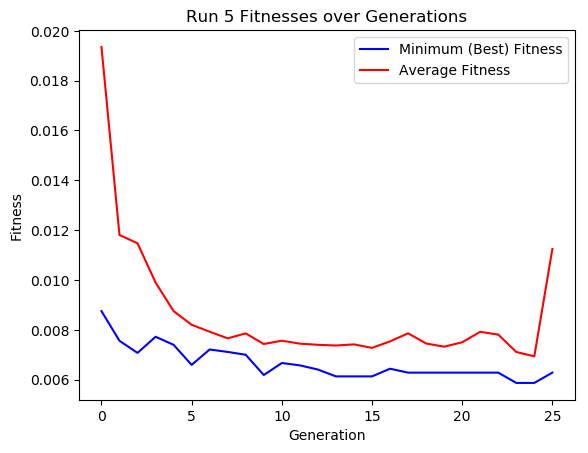 Run 5 Fitnesses over Generations
Minimum (Best) Fitness
Average Fitness
0.020
0.018
0.016
0.014
0.012
0.010
0.008
0.006
Fitness
0 5 10 15 20 25
Generation